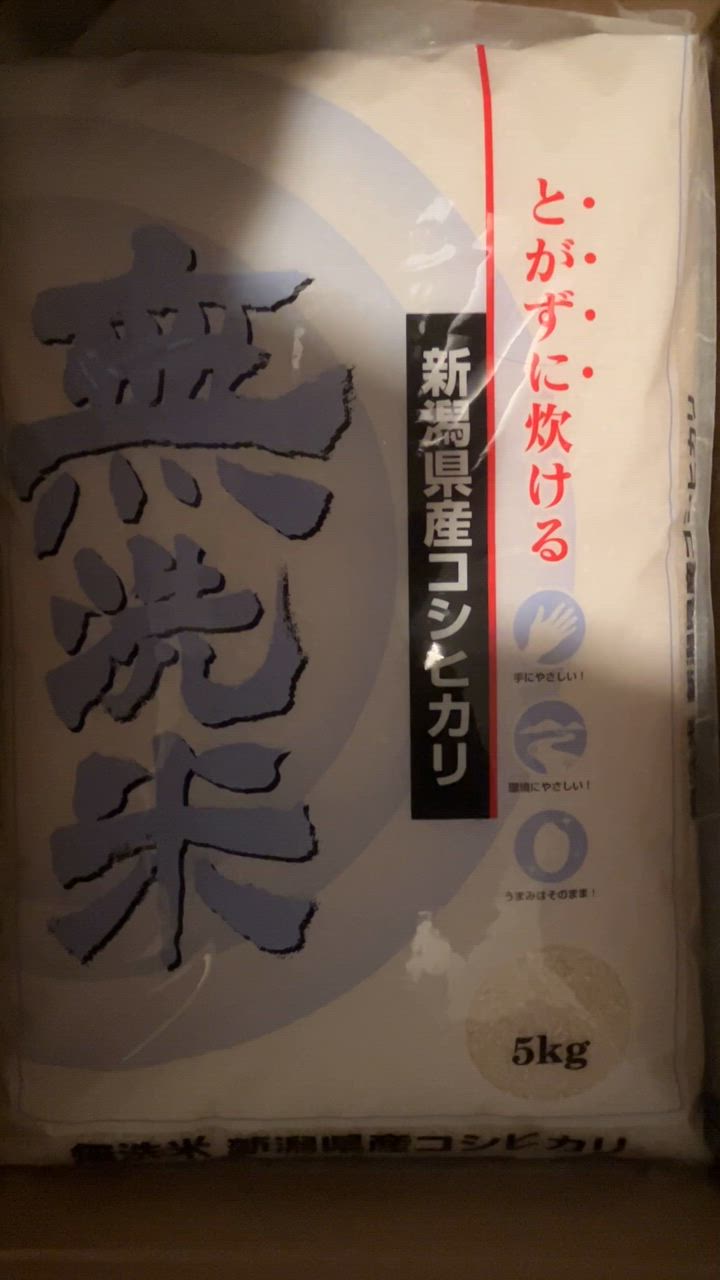 とがずに炊ける
新潟県産コシヒカリ
無洗米
手にやさしい！
環境にやさしい！
うまみはそのまま！
5kg
無洗米 新潟県産コシヒカリ